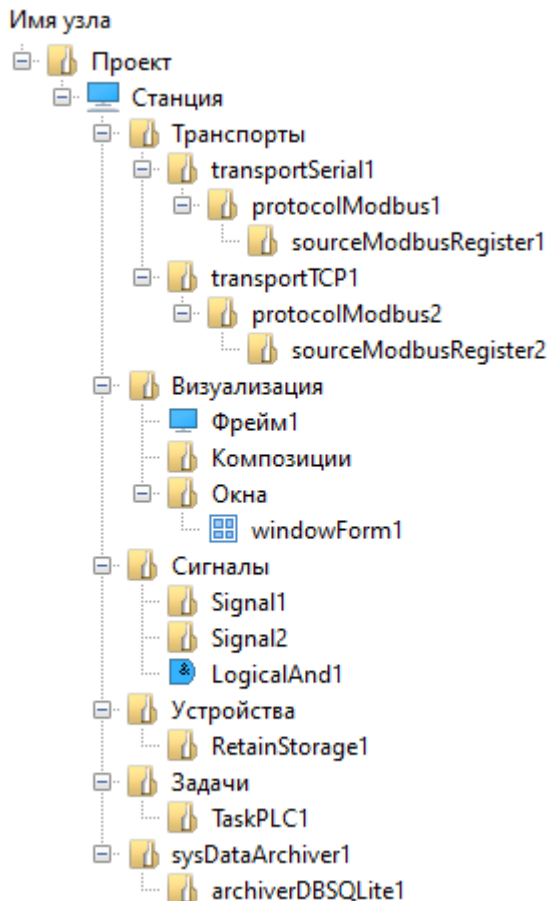 Имя узла
Проект
Станция
Транспорты
transportSerial1
protocolModbus1
sourceModbusRegister1
transportTCP1
protocolModbus2
sourceModbusRegister2
Визуализация
Фрейм1
Композиции
Окна
windowForm1
Сигналы
Signal1
Signal2
& LogicalAnd1
Устройства
RetainStorage1
Задачи
TaskPLC1
sysDataArchiver1
archiverDBSQLite1